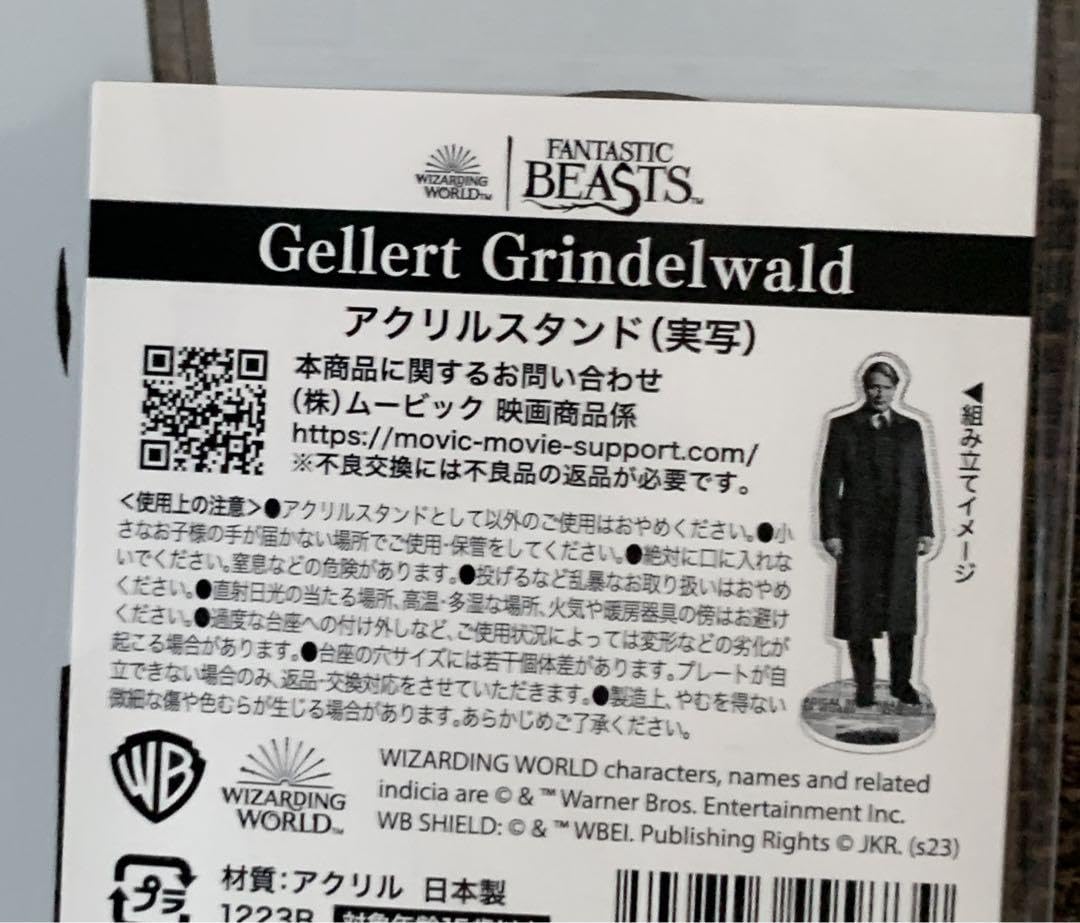 WIZARDING
WORLD™
FANTASTIC
BEASTS™
Gellert Grindelwald
アクリルスタンド(実写)
本商品に関するお問い合わせ
(株)ムービック 映画商品係
https://movic-movie-support.com/
※不良交換には不良品の返品が必要です。
◀組み立てイメージ
<使用上の注意>●アクリルスタンドとして以外のご使用はおやめください。●小
さなお子様の手が届かない場所でご使用・保管をしてください。●絶対に口に入れな
いでください。窒息などの危険があります。●投げるなど乱暴なお取り扱いはおやめ
ください。●直射日光の当たる場所、高温・多湿な場所、火気や暖房器具の傍はお避け
ください。●過度な台座への付け外しなど、ご使用状況によっては変形などの劣化が
起こる場合があります。●台座の穴サイズには若干個体差があります。プレートが自
立できない場合のみ、返品・交換対応をさせていただきます。●製造上、やむを得ない
微細な傷や色むらが生じる場合があります。あらかじめご了承ください。
WB
WIZARDING
WORLD™
WIZARDING WORLD characters, names and related
indicia are © & ™ Warner Bros. Entertainment Inc.
WB SHIELD: © & ™ WBEI. Publishing Rights © JKR. (s23)
プラ
材質:アクリル 日本製
1223B